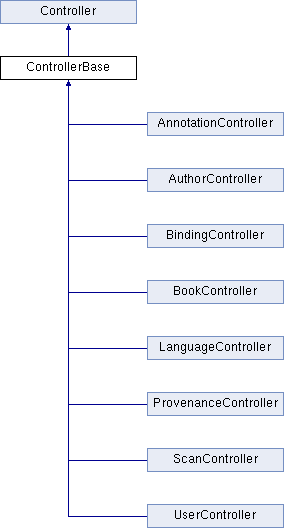 Controller
ControllerBase
AnnotationController
AuthorController
BindingController
BookController
LanguageController
ProvenanceController
ScanController
UserController